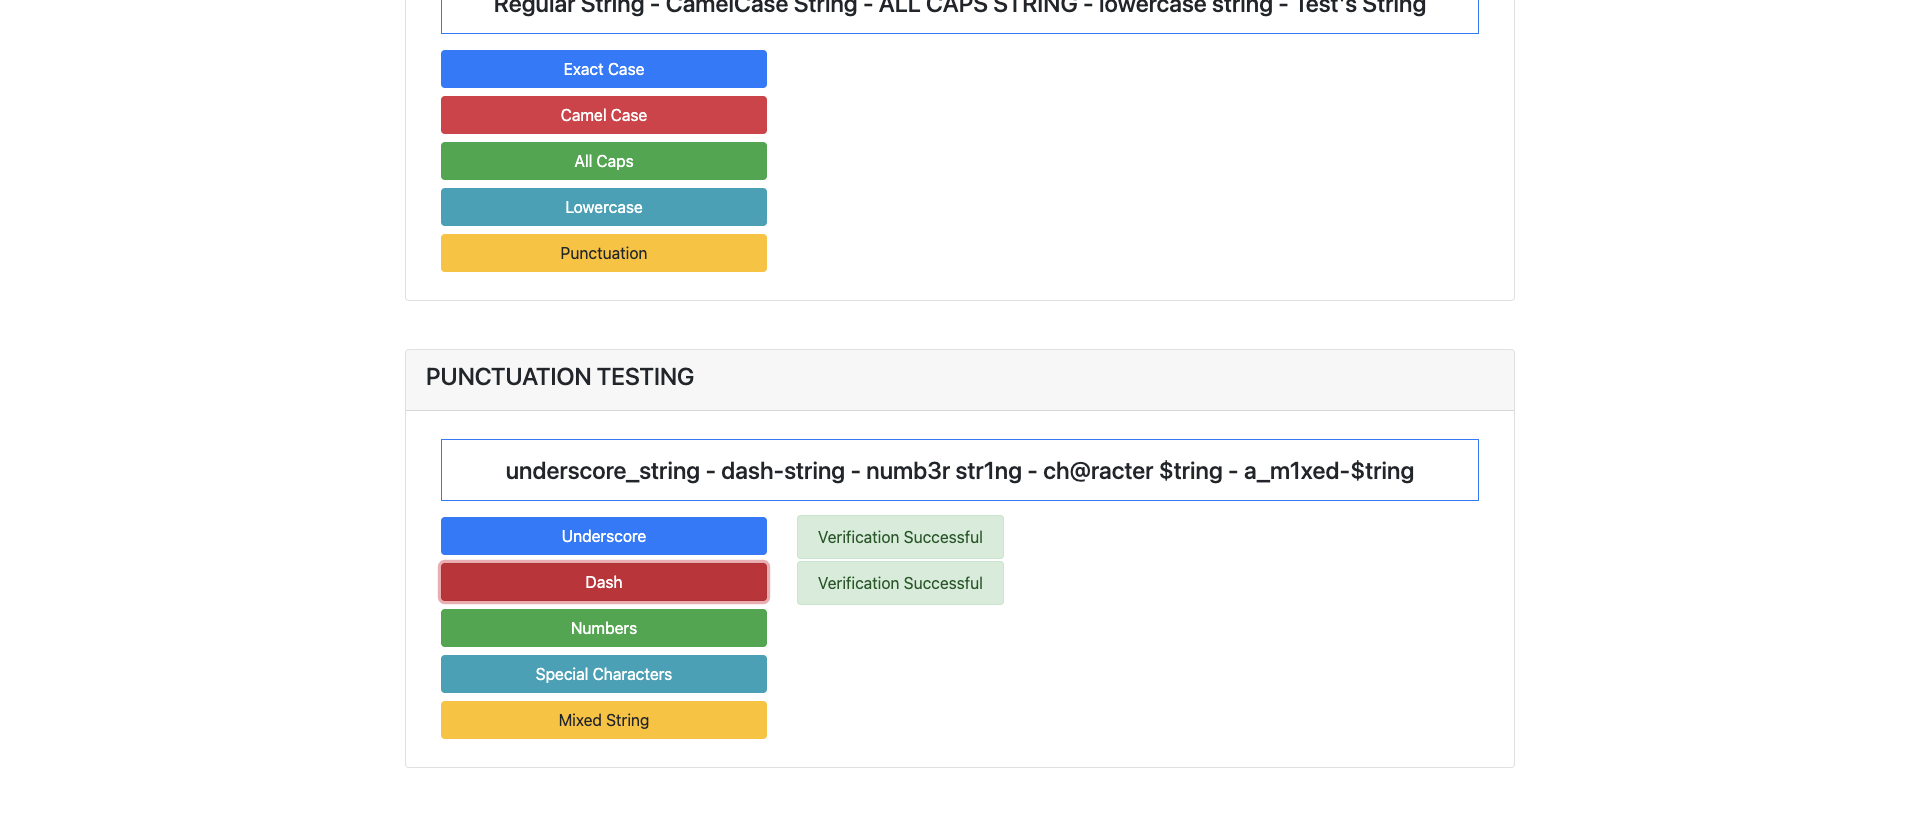 Regular String - CamelCase String - ALL CAPS STRING - lowercase string - Test's String
Exact Case
Camel Case
All Caps
Lowercase
Punctuation
PUNCTUATION TESTING
underscore_string - dash-string - numb3r str1ng - ch@racter $tring - a_m1xed-$tring
Underscore
Verification Successful
Dash
Verification Successful
Numbers
Special Characters
Mixed String